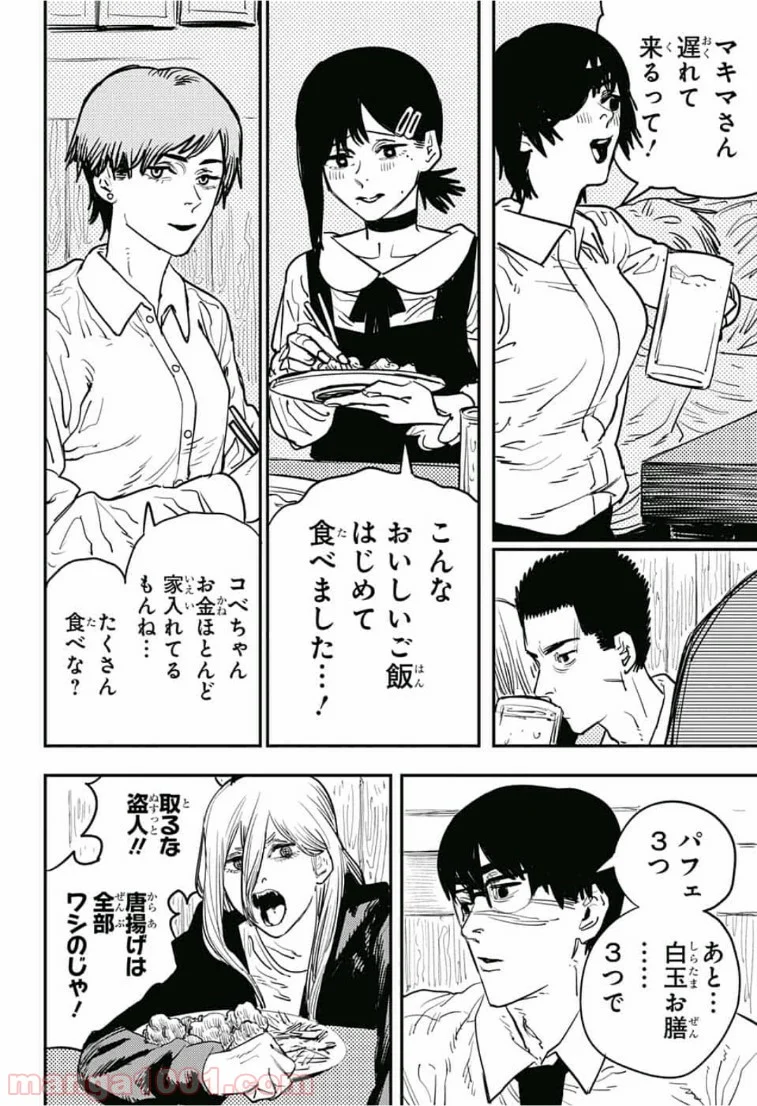 マキマさん
遅れて
来るって!
こんな
おいしいご飯
はじめて
食べました…!
コベちゃん
お金ほとんど
家入れてる
もんね…
たくさん
食べな?
パフェ
3つ
あと…
白玉お膳
……
3つで
取るな
盗人!!
唐揚げは
全部
ワシのじゃ!
manga1001.com